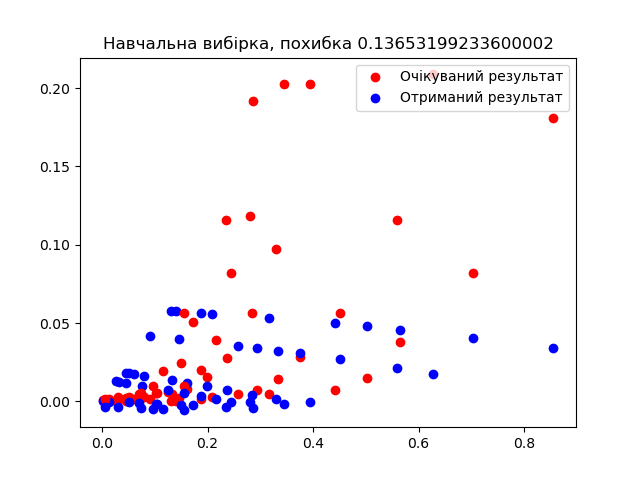 Навчальна вибірка, похибка 0.13653199233600002
Очікуваний результат
Отриманий результат
0.20
0.15
0.10
0.05
0.00
0.0 0.2 0.4 0.6 0.8